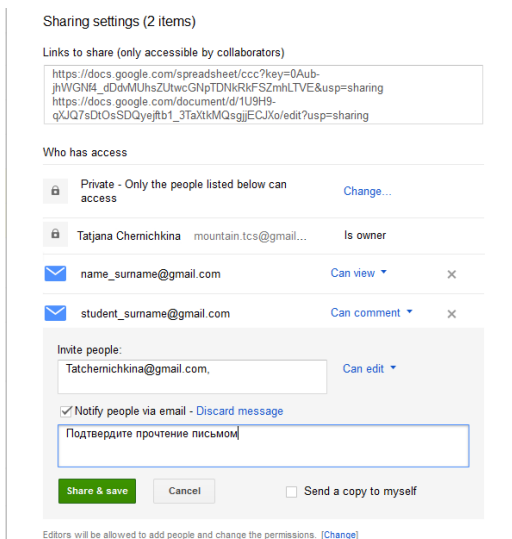 Sharing settings (2 items)
Links to share (only accessible by collaborators)
https://docs.google.com/spreadsheet/ccc?key=0Aub-
jhWGNf4_dDdvMUhsZUtwcGNpTDNkRkFSZmhLTVE&usp=sharing
https://docs.google.com/document/d/1U9H9-
qXJQ7sDtOsSDQyejftb1_3TaXtkMQsgjjECJXo/edit?usp=sharing
Who has access
Private - Only the people listed below can
access
Change...
Tatjana Chernichkina mountain.tcs@gmail... Is owner
name_surname@gmail.com Can view
student_surname@gmail.com Can comment
Invite people:
Tatchernichkina@gmail.com, Can edit
Notify people via email - Discard message
Подтвердите прочтение письмом
Share & save Cancel Send a copy to myself
Editors will be allowed to add people and change the permissions. [Change]